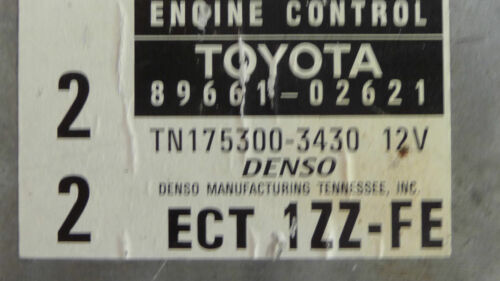 ENGINE CONTROL
TOYOTA
89661-02621
2
TN175300-3430 12V
DENSO
DENSO MANUFACTURING TENNESSEE, INC.
2
ECT 1ZZ-FE